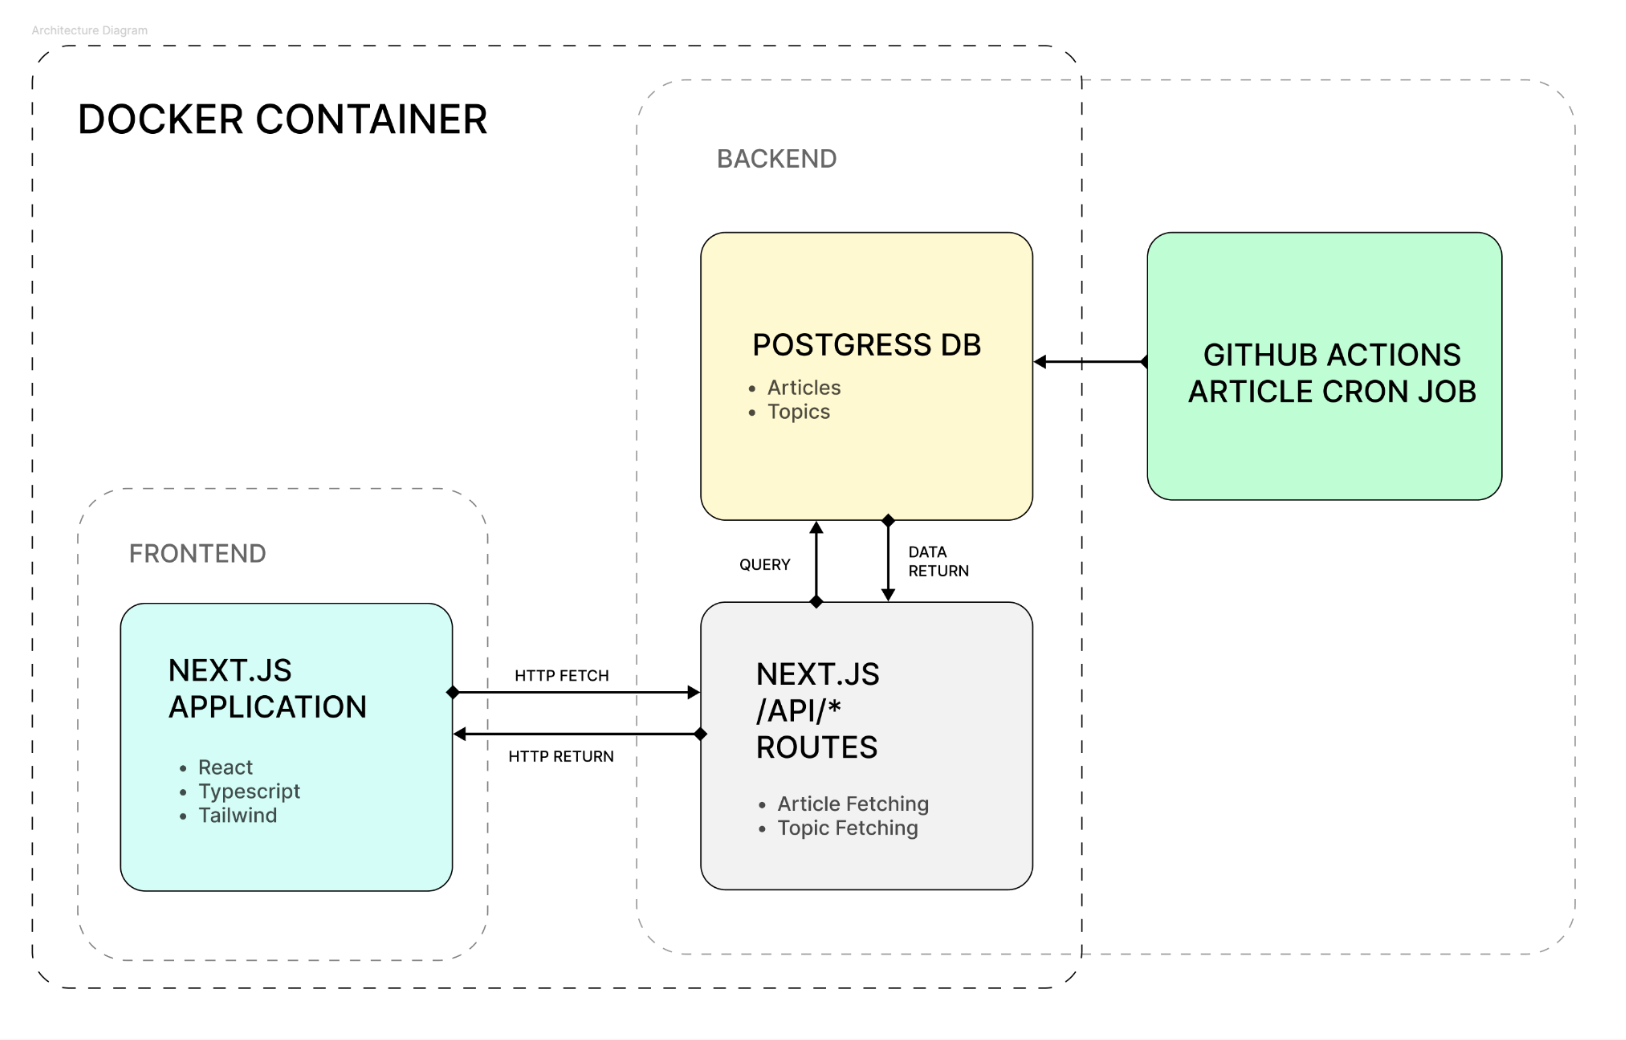 Architecture Diagram
DOCKER CONTAINER
BACKEND
POSTGRESS DB
• Articles
• Topics
GITHUB ACTIONS
ARTICLE CRON JOB
FRONTEND
QUERY
DATA
RETURN
NEXT.JS
APPLICATION
• React
• Typescript
• Tailwind
HTTP FETCH
HTTP RETURN
NEXT.JS
/API/*
ROUTES
• Article Fetching
• Topic Fetching